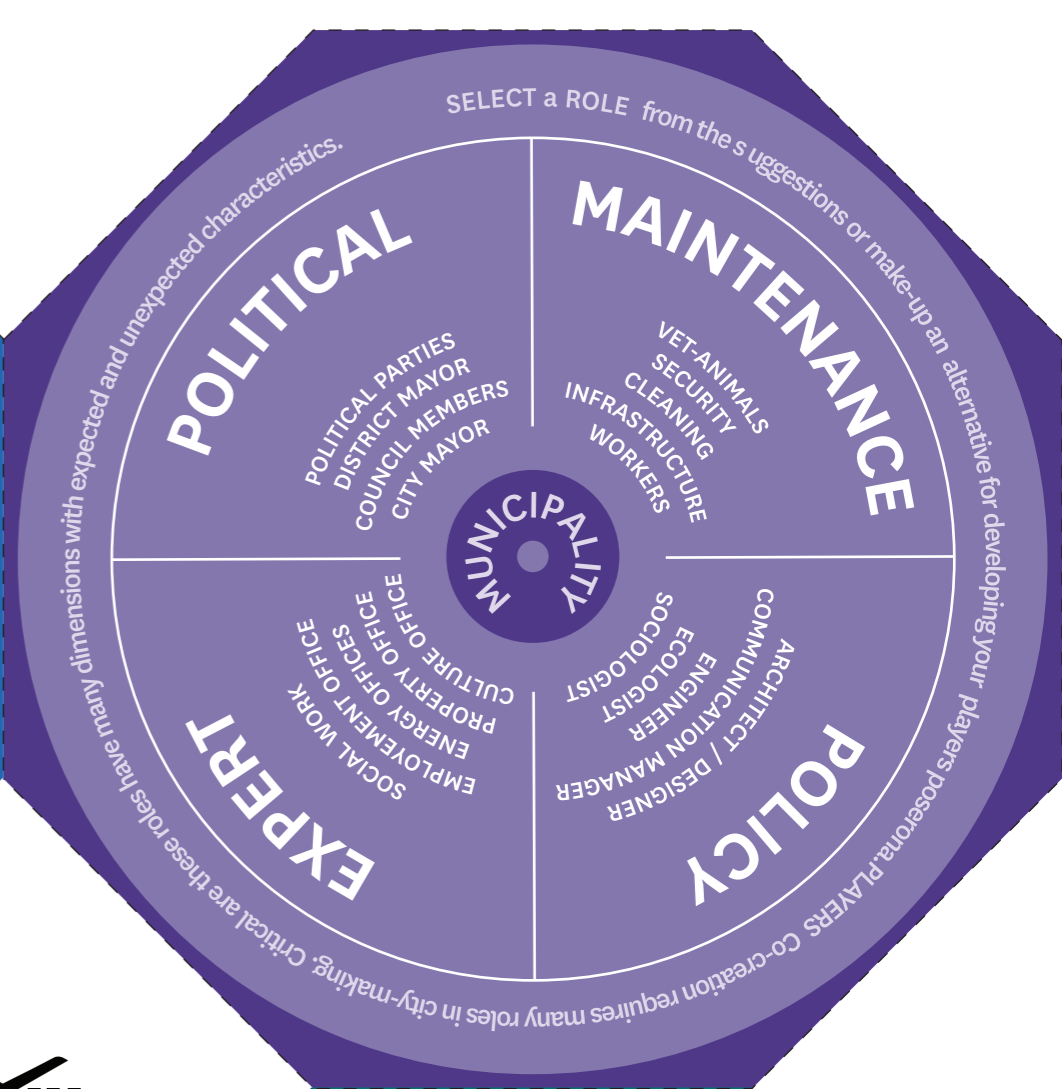 SELECT a ROLE from the s uggestions or make-up an alternative for developing your players poserona.PLAYERS Co-creation requires many roles in city-making. Critical are these roles have many dimensions with expected and unexpected characteristics.
POLITICAL
POLITICAL PARTIES
DISTRICT MAYOR
COUNCIL MEMBERS
CITY MAYOR
MAINTENANCE
VET-ANIMALS
SECURITY
CLEANING
INFRASTRUCTURE
WORKERS
MUNICIPALITY
EXPERT
CULTURE OFFICE
PROPERTY OFFICE
ENERGY OFFICES
EMPLOYEMENT OFFICE
SOCIAL WORK
POLICY
SOCIOLOGIST
ECOLOGIST
ENGINEER
COMMUNICATION MANAGER
ARCHITECT / DESIGNER